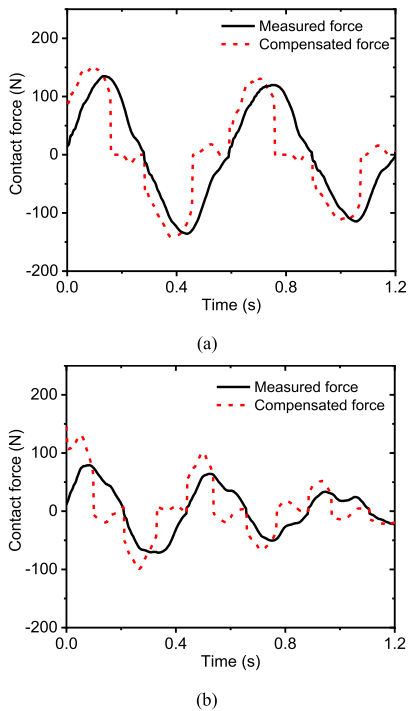 200
100
0
-100
-200
Contact force (N)
Measured force
Compensated force
0.0 0.4 0.8 1.2
Time (s)
(a)
200
100
0
-100
-200
Contact force (N)
Measured force
Compensated force
0.0 0.4 0.8 1.2
Time (s)
(b)